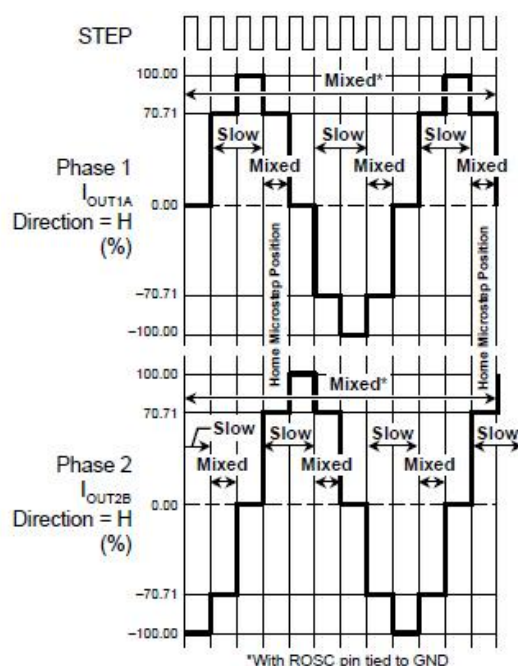 STEP
100.00
Mixed*
70.71
Slow
Slow
Slow
Mixed
Mixed
Mixed
Phase 1
IOUT1A
Direction = H
(%)
0.00
Home Microstep Position
Home Microstep Position
−70.71
−100.00
100.00
Mixed*
70.71
Slow
Slow
Slow
Slow
Mixed
Mixed
Mixed
Phase 2
IOUT2B
Direction = H
(%)
0.00
−70.71
−100.00
*With ROSC pin tied to GND